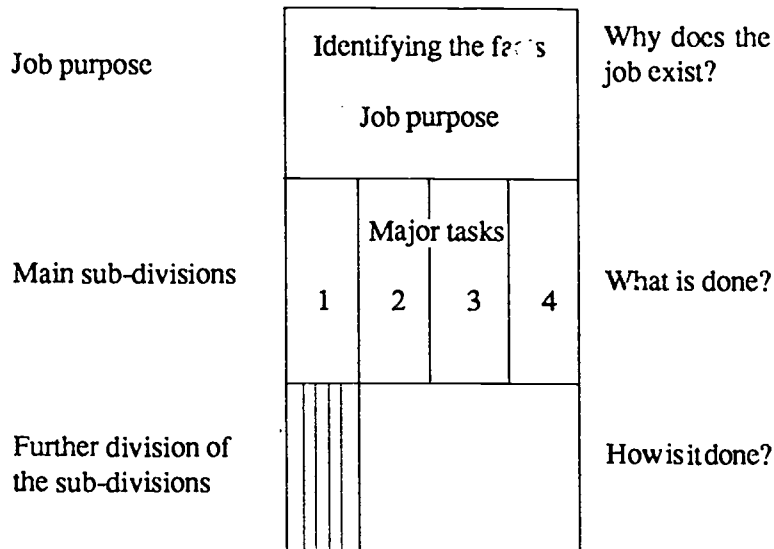 Job purpose
Identifying the
Why does the
job exist?
Job purpose
Main sub-divisions
Major tasks
1 2 3 4
What is done?
Further division of
the sub-divisions
How is it done?